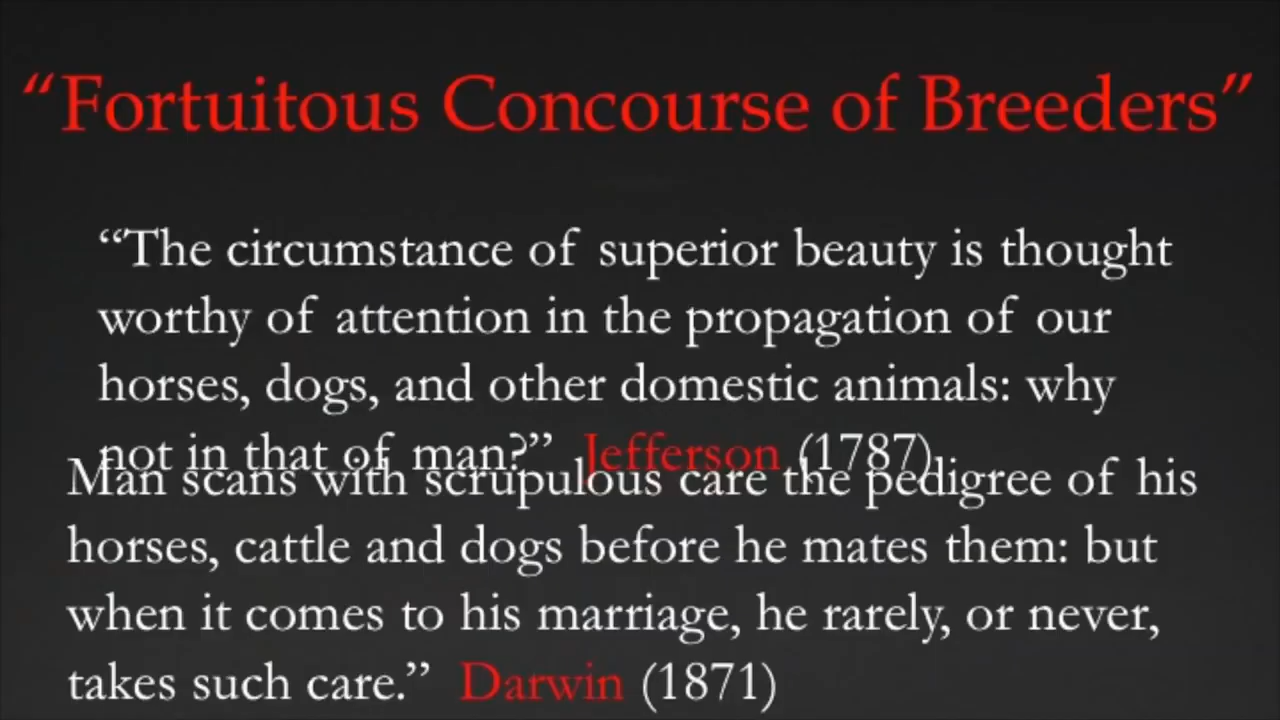 “Fortuitous Concourse of Breeders”
“The circumstance of superior beauty is thought
worthy of attention in the propagation of our
horses, dogs, and other domestic animals: why
not in that of man?” Jefferson (1787)
Man scans with scrupulous care the pedigree of his
horses, cattle and dogs before he mates them: but
when it comes to his marriage, he rarely, or never,
takes such care.” Darwin (1871)